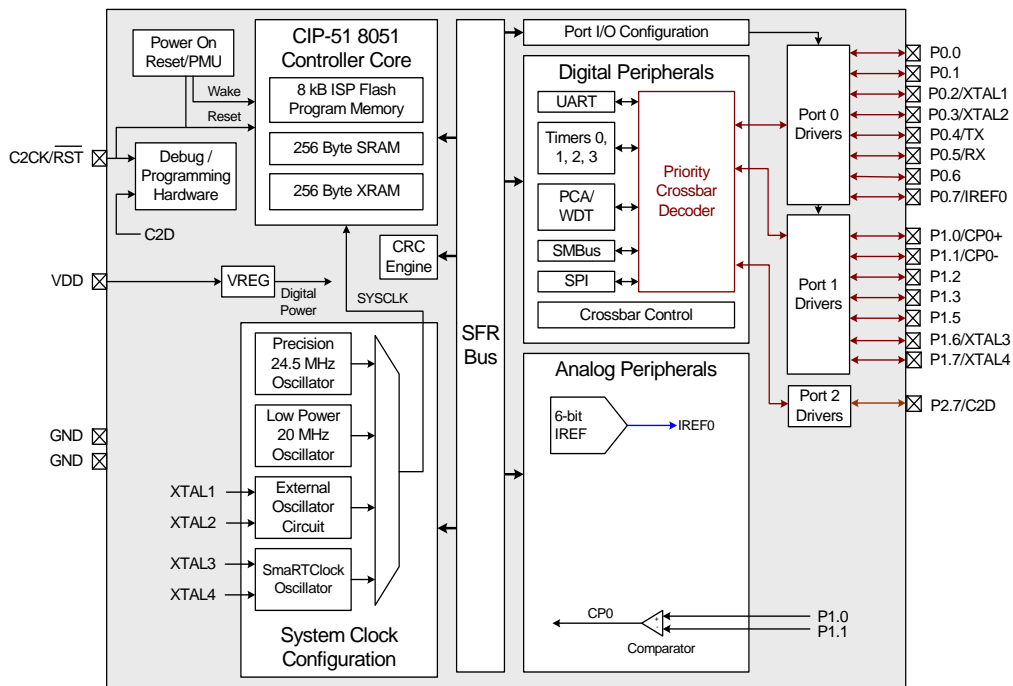 Power On
Reset/PMU
Wake
Reset
C2CK/RST
Debug /
Programming
Hardware
C2D
VDD
VREG
Digital
Power
GND
GND
CIP-51 8051
Controller Core
8 kB ISP Flash
Program Memory
256 Byte SRAM
256 Byte XRAM
CRC
Engine
SYSCLK
Precision
24.5 MHz
Oscillator
Low Power
20 MHz
Oscillator
External
Oscillator
Circuit
SmaRTClock
Oscillator
XTAL1
XTAL2
XTAL3
XTAL4
System Clock
Configuration
SFR
Bus
Port I/O Configuration
Digital Peripherals
UART
Timers 0,
1, 2, 3
PCA/
WDT
SMBus
SPI
Priority
Crossbar
Decoder
Crossbar Control
Analog Peripherals
6-bit
IREF
IREF0
CP0
+
-
Comparator
P1.0
P1.1
Port 0
Drivers
Port 1
Drivers
Port 2
Drivers
P0.0
P0.1
P0.2/XTAL1
P0.3/XTAL2
P0.4/TX
P0.5/RX
P0.6
P0.7/IREF0
P1.0/CP0+
P1.1/CP0-
P1.2
P1.3
P1.5
P1.6/XTAL3
P1.7/XTAL4
P2.7/C2D